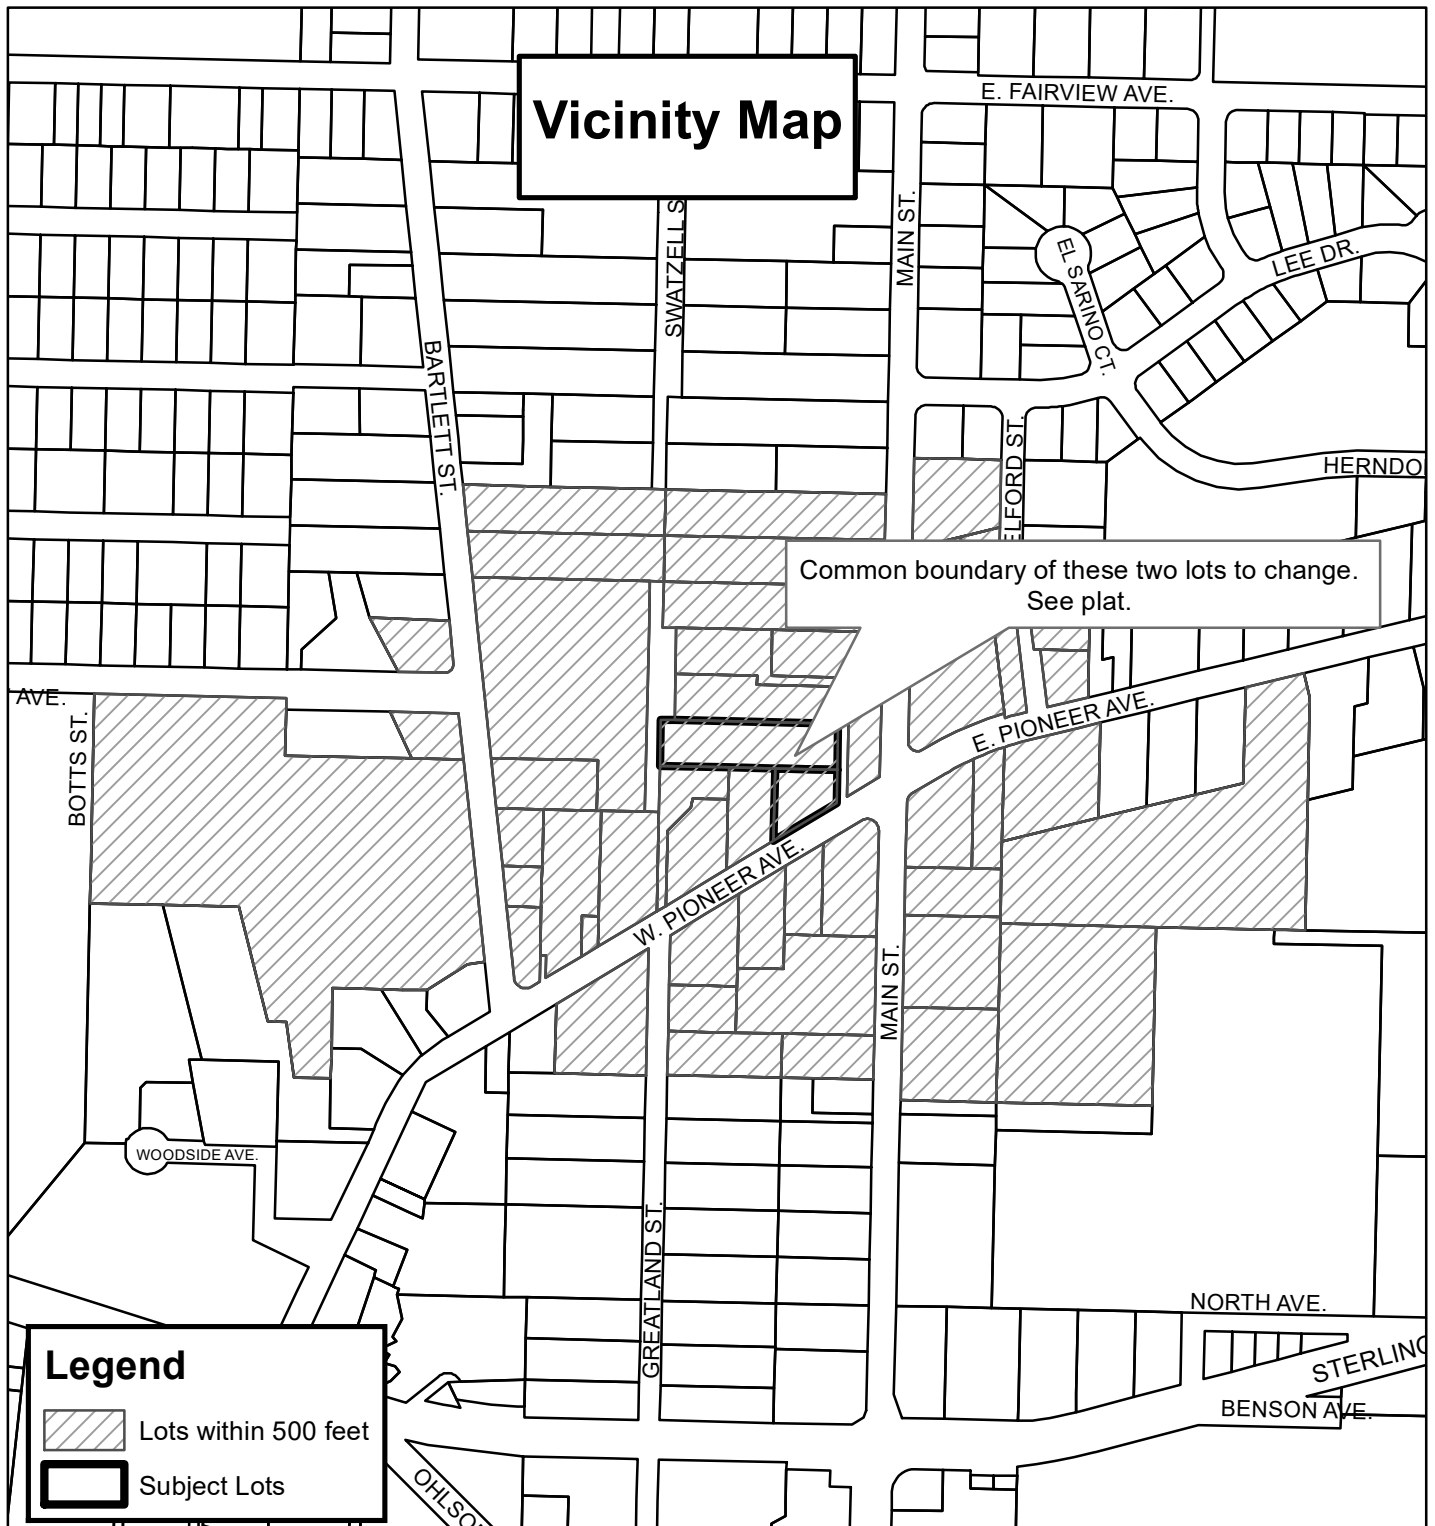 Vicinity Map
E. FAIRVIEW AVE.
SWATZELL S
MAIN ST.
EL SARINO CT.
LEE DR.
BARTLETT ST.
ELFORD ST.
HERNDO
Common boundary of these two lots to change.
See plat.
AVE.
BOTTS ST.
E. PIONEER AVE.
W. PIONEER AVE.
MAIN ST.
WOODSIDE AVE.
GREATLAND ST.
NORTH AVE.
STERLING
BENSON AVE.
Legend
Lots within 500 feet
Subject Lots
OHLSO